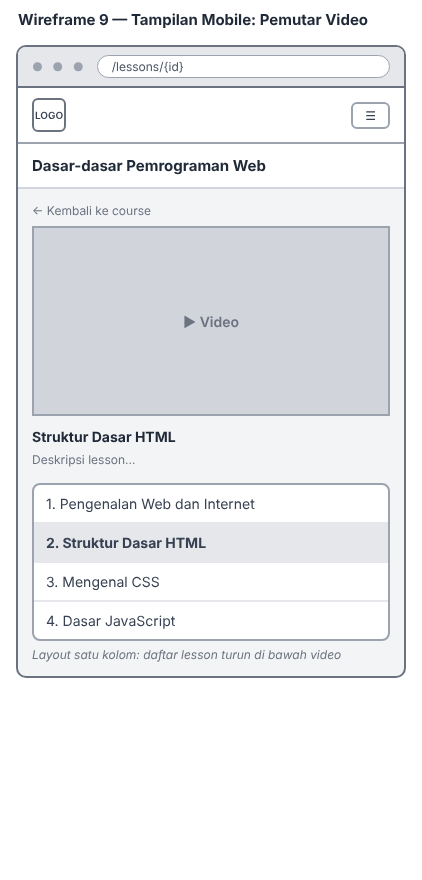 Wireframe 9 — Tampilan Mobile: Pemutar Video
/lessons/{id}
LOGO
☰
Dasar-dasar Pemrograman Web
← Kembali ke course
▶ Video
Struktur Dasar HTML
Deskripsi lesson...
1. Pengenalan Web dan Internet
2. Struktur Dasar HTML
3. Mengenal CSS
4. Dasar JavaScript
Layout satu kolom: daftar lesson turun di bawah video